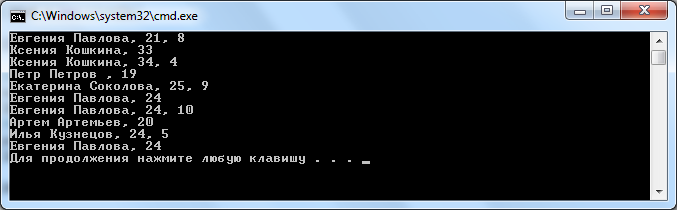 C:\Windows\system32\cmd.exe
Евгения Павлова, 21, 8
Ксения Кошкина, 33
Ксения Кошкина, 34, 4
Петр Петров , 19
Екатерина Соколова, 25, 9
Евгения Павлова, 24
Евгения Павлова, 24, 10
Артем Артемьев, 20
Илья Кузнецов, 24, 5
Евгения Павлова, 24
Для продолжения нажмите любую клавишу . . . _